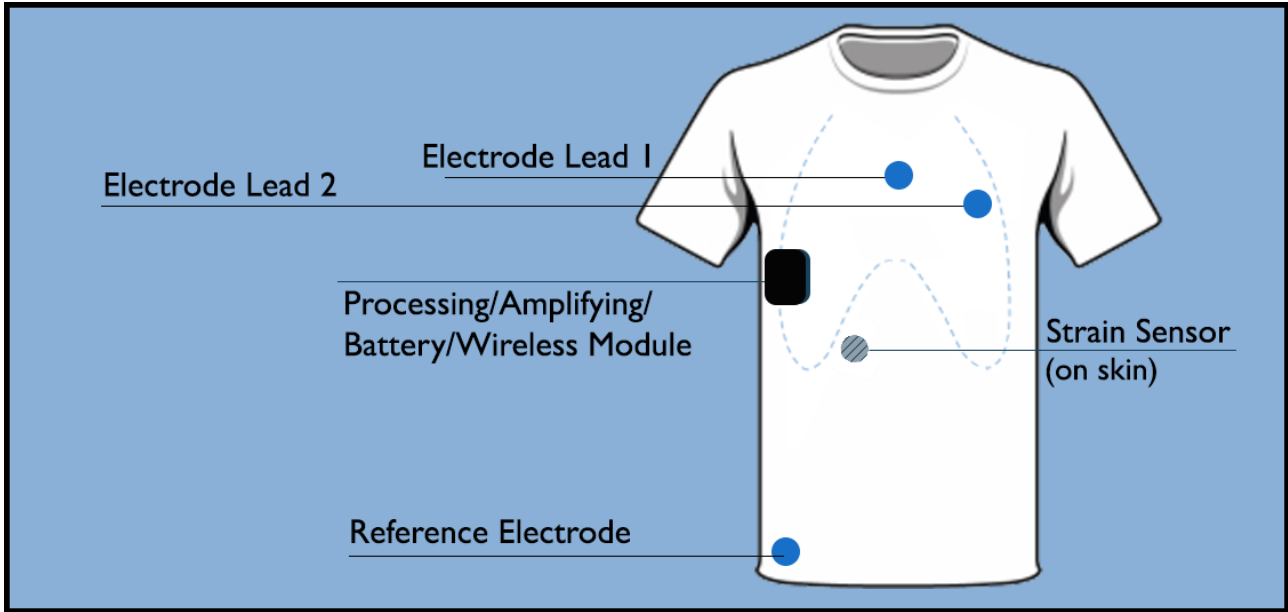 Electrode Lead 1
Electrode Lead 2
Processing/Amplifying/
Battery/Wireless Module
Strain Sensor
(on skin)
Reference Electrode